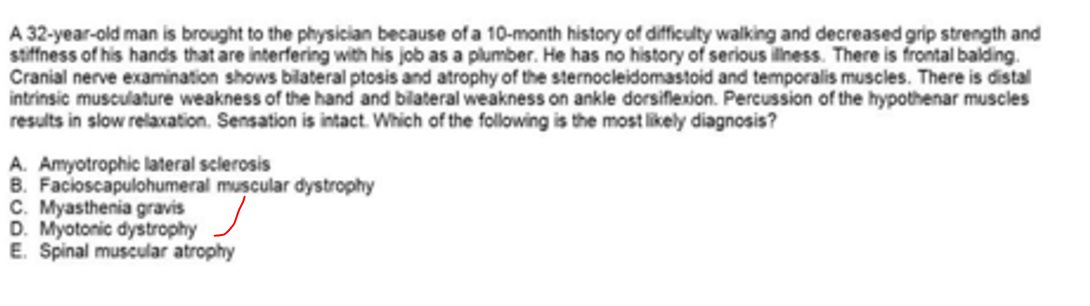 A 32-year-old man is brought to the physician because of a 10-month history of difficulty walking and decreased grip strength and
stiffness of his hands that are interfering with his job as a plumber. He has no history of serious illness. There is frontal balding.
Cranial nerve examination shows bilateral ptosis and atrophy of the sternocleidomastoid and temporalis muscles. There is distal
intrinsic musculature weakness of the hand and bilateral weakness on ankle dorsiflexion. Percussion of the hypothenar muscles
results in slow relaxation. Sensation is intact. Which of the following is the most likely diagnosis?
A. Amyotrophic lateral sclerosis
B. Facioscapulohumeral muscular dystrophy
C. Myasthenia gravis
D. Myotonic dystrophy
E. Spinal muscular atrophy